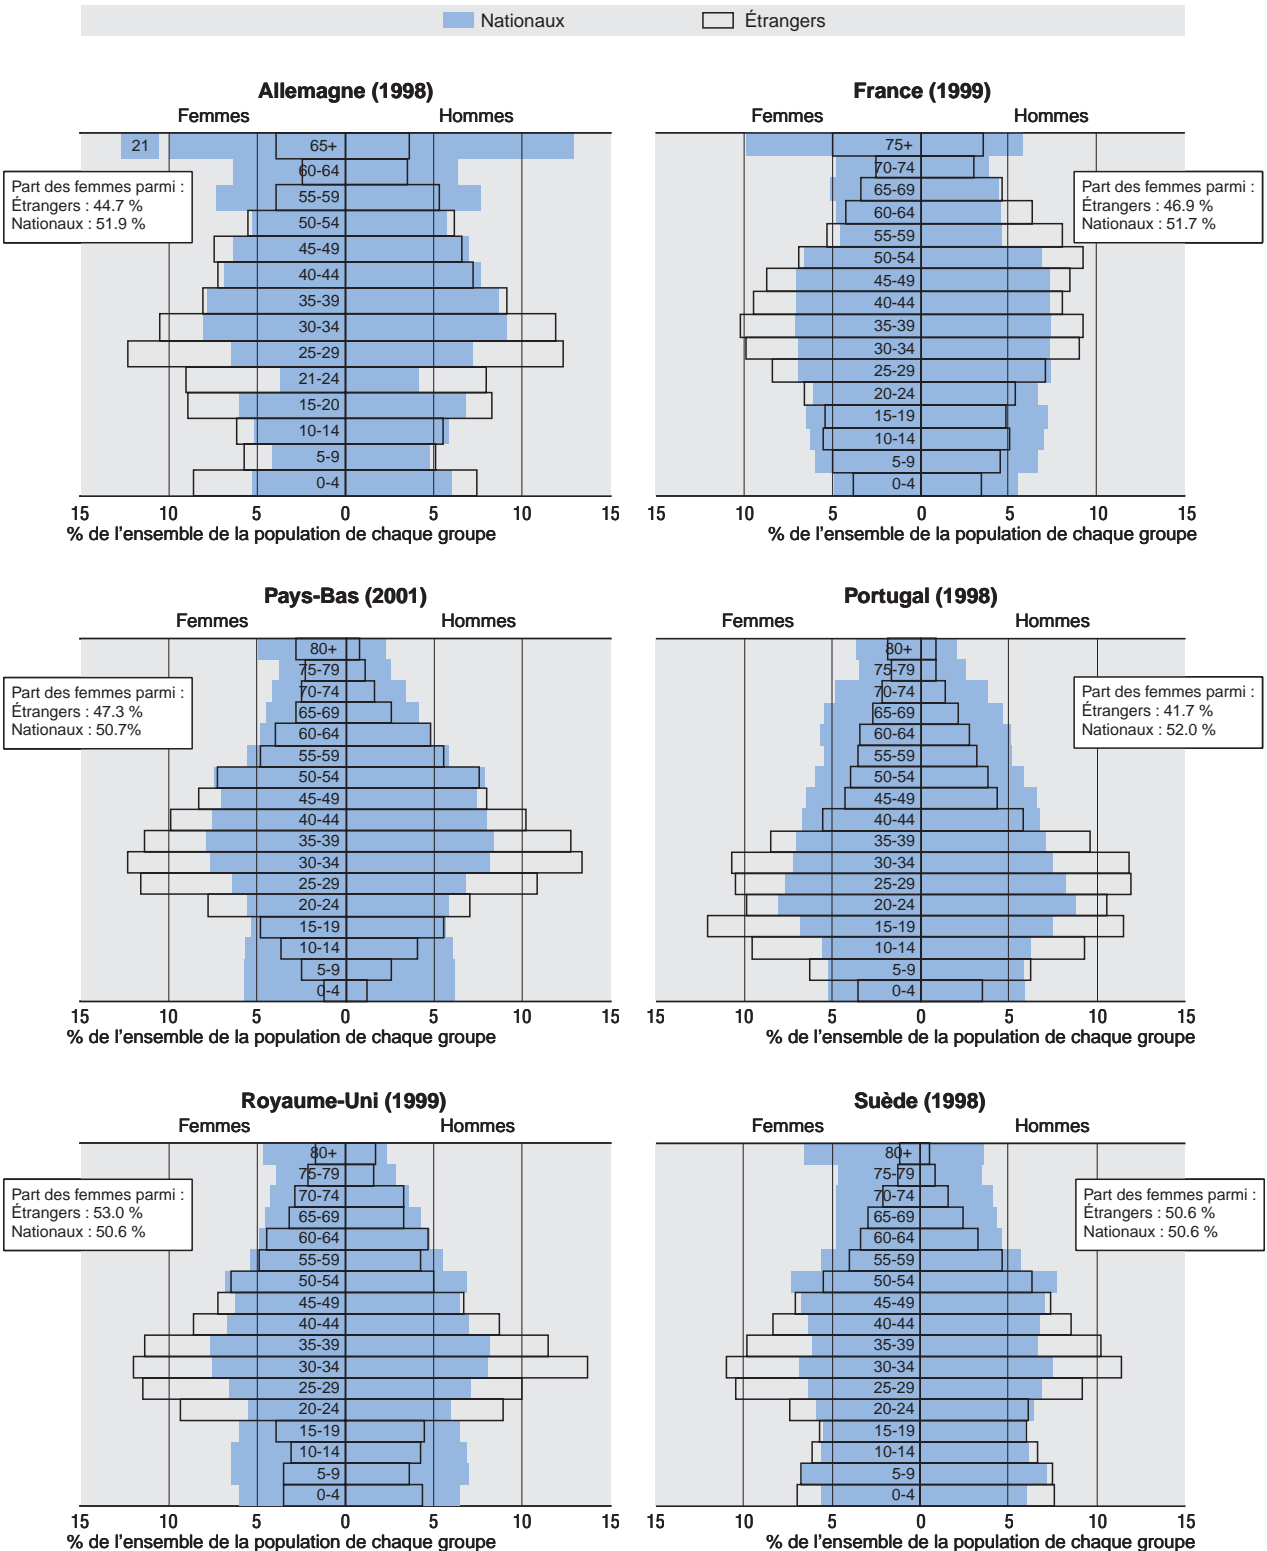 Nationaux Étrangers
Allemagne (1998)
Femmes Hommes
21 65+
60-64
55-59
50-54
45-49
40-44
35-39
30-34
25-29
21-24
15-20
10-14
5-9
0-4
Part des femmes parmi :
Étrangers : 44.7 %
Nationaux : 51.9 %
15 10 5 0 5 10 15
% de l'ensemble de la population de chaque groupe
France (1999)
Femmes Hommes
75+
70-74
65-69
60-64
55-59
50-54
45-49
40-44
35-39
30-34
25-29
20-24
15-19
10-14
5-9
0-4
Part des femmes parmi :
Étrangers : 46.9 %
Nationaux : 51.7 %
15 10 5 0 5 10 15
% de l'ensemble de la population de chaque groupe
Pays-Bas (2001)
Femmes Hommes
80+
75-79
70-74
65-69
60-64
55-59
50-54
45-49
40-44
35-39
30-34
25-29
20-24
15-19
10-14
5-9
0-4
Part des femmes parmi :
Étrangers : 47.3 %
Nationaux : 50.7%
15 10 5 0 5 10 15
% de l'ensemble de la population de chaque groupe
Portugal (1998)
Femmes Hommes
80+
75-79
70-74
65-69
60-64
55-59
50-54
45-49
40-44
35-39
30-34
25-29
20-24
15-19
10-14
5-9
0-4
Part des femmes parmi :
Étrangers : 41.7 %
Nationaux : 52.0 %
15 10 5 0 5 10 15
% de l'ensemble de la population de chaque groupe
Royaume-Uni (1999)
Femmes Hommes
80+
75-79
70-74
65-69
60-64
55-59
50-54
45-49
40-44
35-39
30-34
25-29
20-24
15-19
10-14
5-9
0-4
Part des femmes parmi :
Étrangers : 53.0 %
Nationaux : 50.6 %
15 10 5 0 5 10 15
% de l'ensemble de la population de chaque groupe
Suède (1998)
Femmes Hommes
80+
75-79
70-74
65-69
60-64
55-59
50-54
45-49
40-44
35-39
30-34
25-29
20-24
15-19
10-14
5-9
0-4
Part des femmes parmi :
Étrangers : 50.6 %
Nationaux : 50.6 %
15 10 5 0 5 10 15
% de l'ensemble de la population de chaque groupe